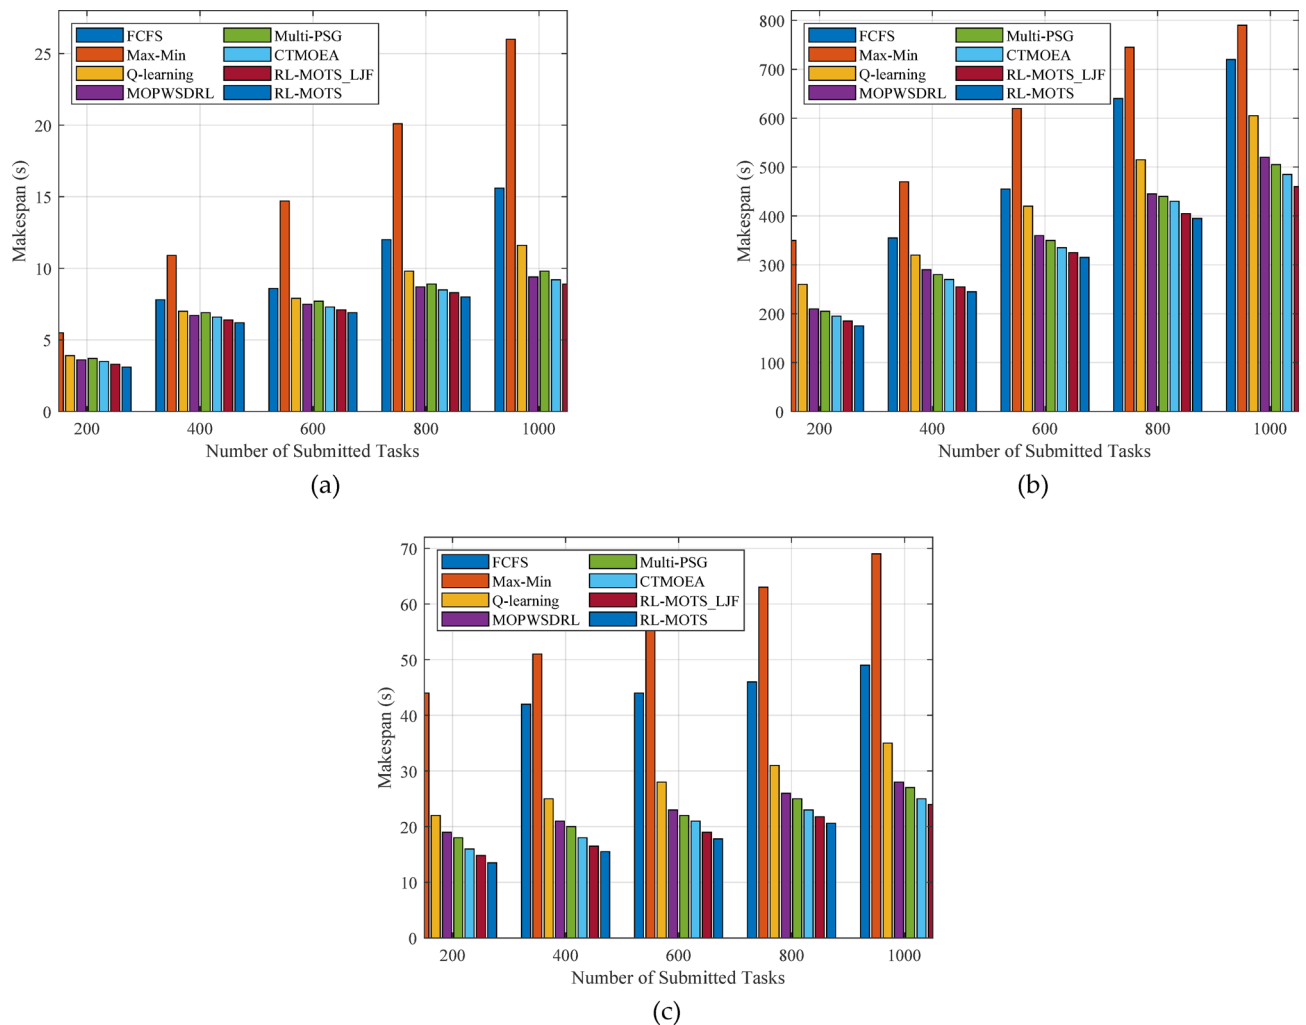 25
20
15
10
5
0
Makespan (s)
FCFS
Max-Min
Q-learning
MOPWSDRL
Multi-PSG
CTMOEA
RL-MOTS_LJF
RL-MOTS
200 400 600 800 1000
Number of Submitted Tasks
(a)
800
700
600
500
400
300
200
100
0
Makespan (s)
FCFS
Max-Min
Q-learning
MOPWSDRL
Multi-PSG
CTMOEA
RL-MOTS_LJF
RL-MOTS
200 400 600 800 1000
Number of Submitted Tasks
(b)
70
60
50
40
30
20
10
0
Makespan (s)
FCFS
Max-Min
Q-learning
MOPWSDRL
Multi-PSG
CTMOEA
RL-MOTS_LJF
RL-MOTS
200 400 600 800 1000
Number of Submitted Tasks
(c)